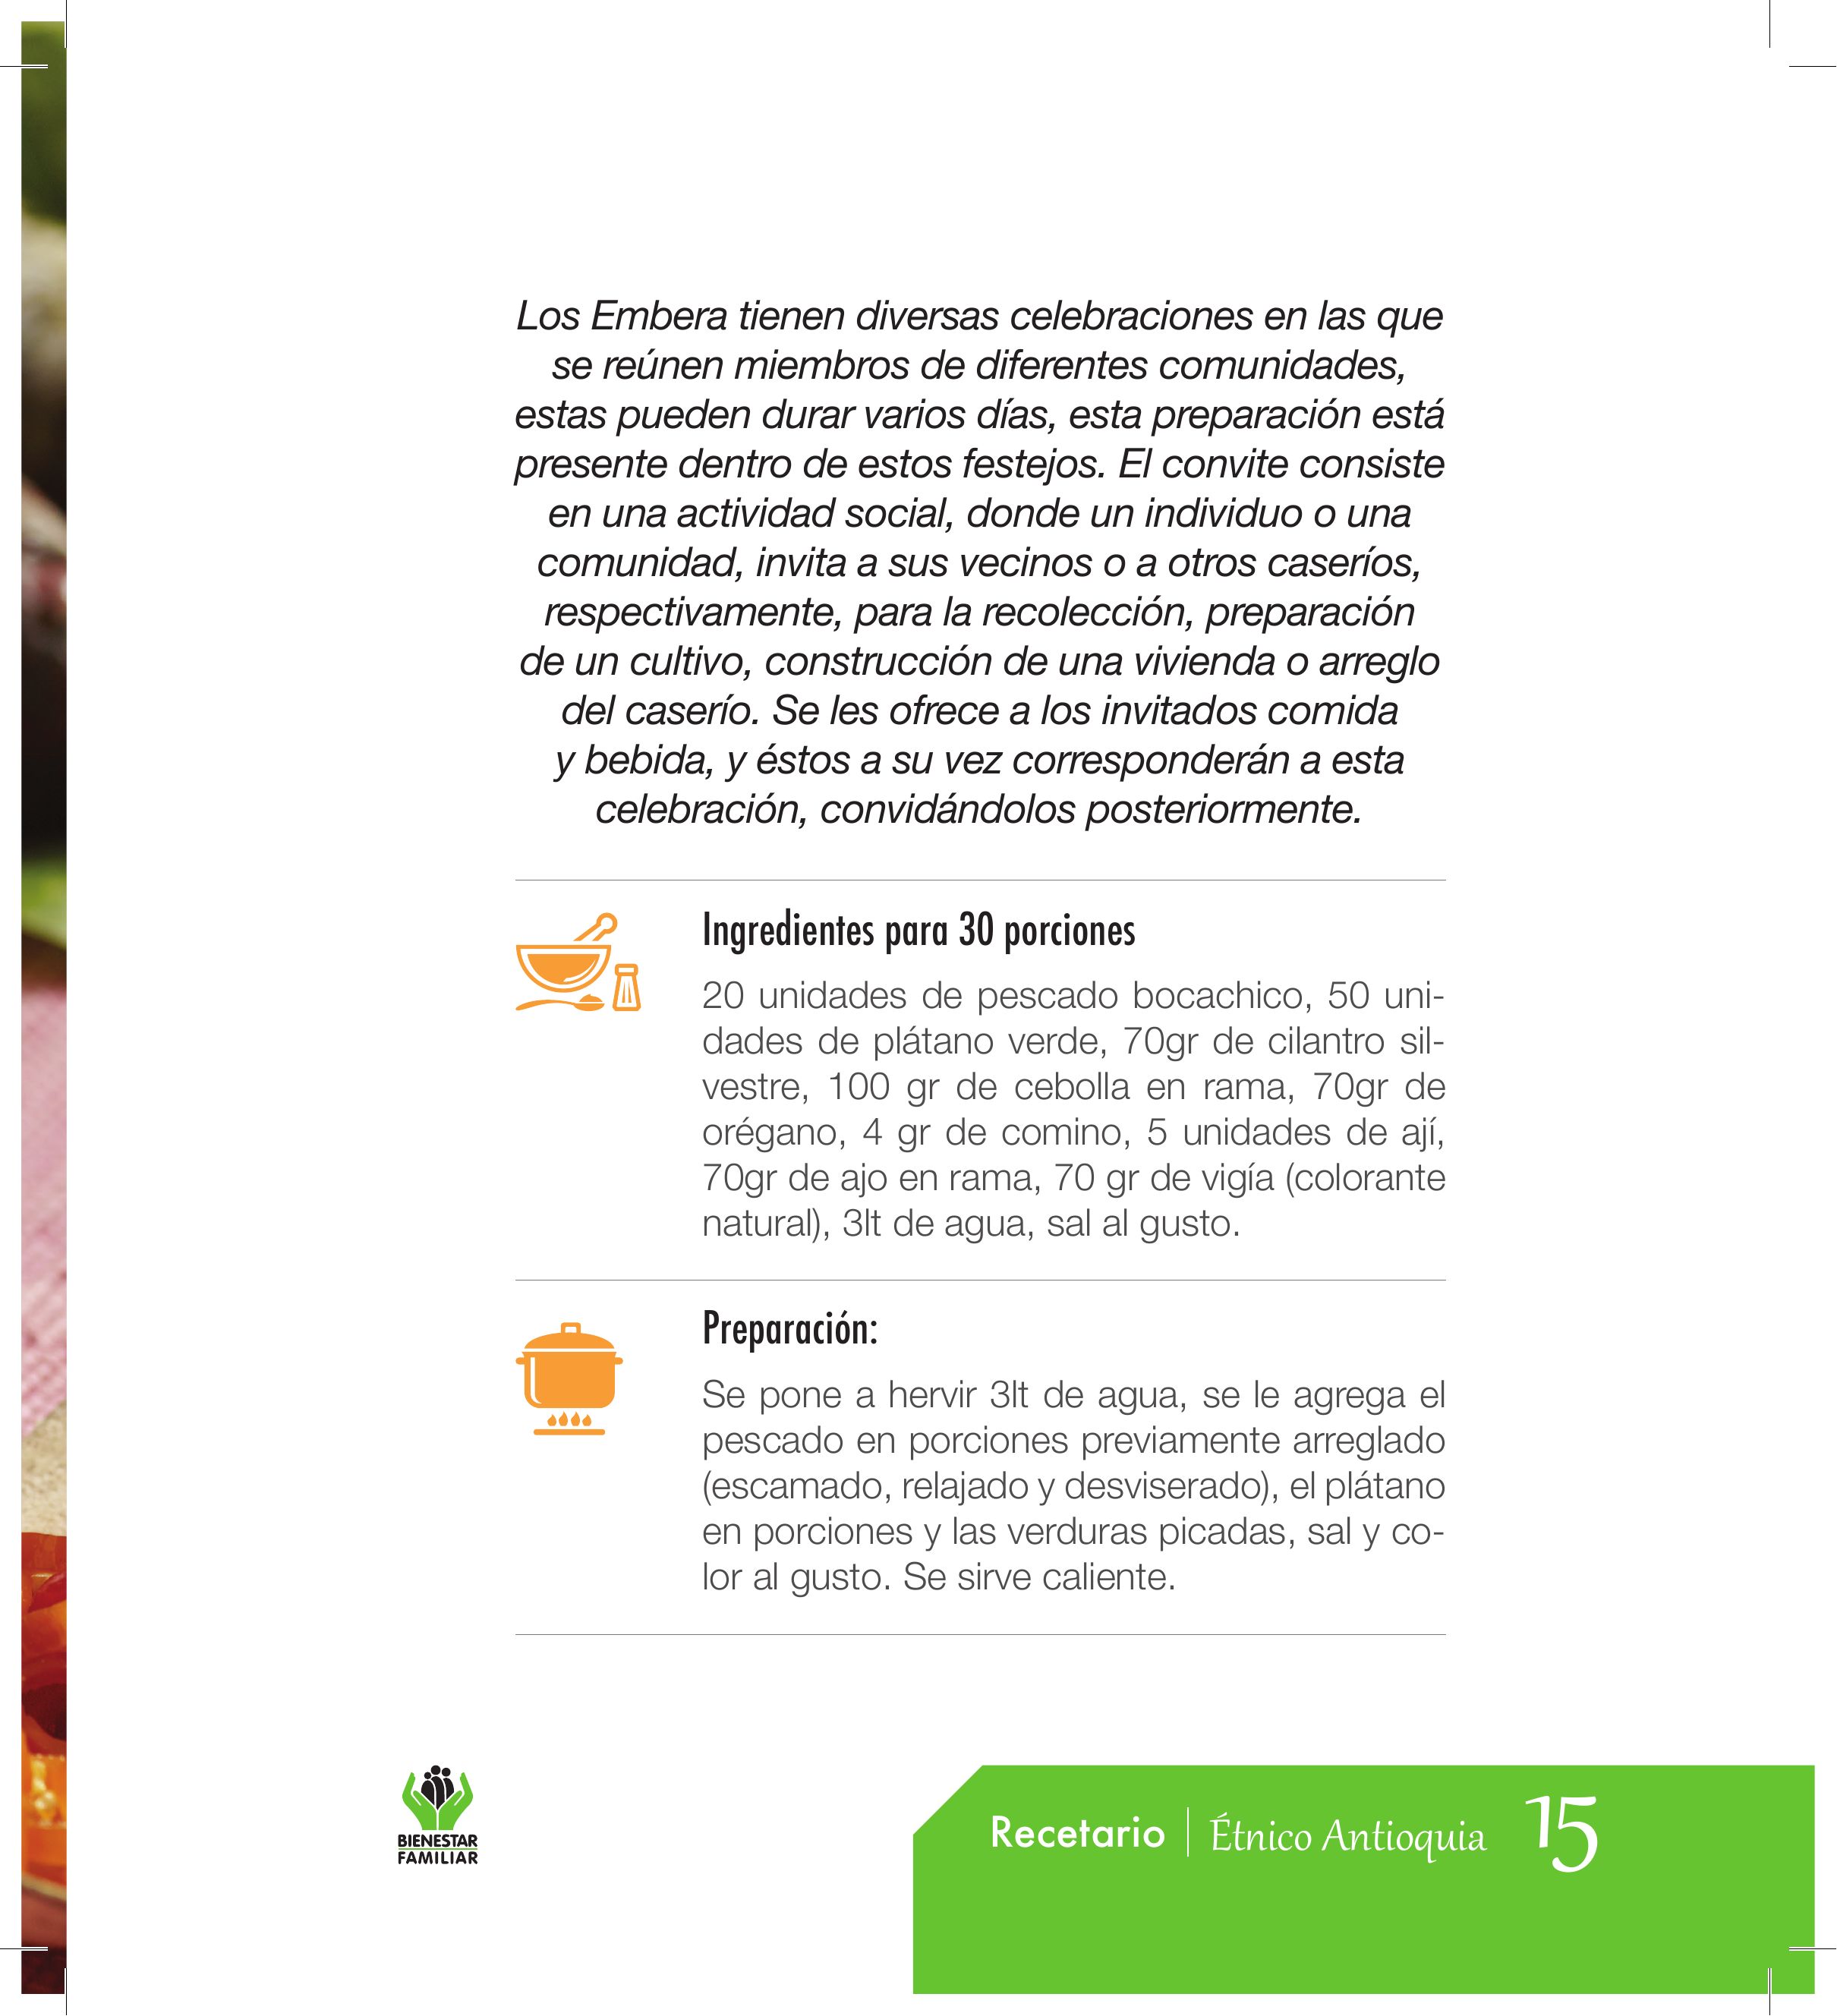 Los Embera tienen diversas celebraciones en las que
se reúnen miembros de diferentes comunidades,
estas pueden durar varios días, esta preparación está
presente dentro de estos festejos. El convite consiste
en una actividad social, donde un individuo o una
comunidad, invita a sus vecinos o a otros caseríos,
respectivamente, para la recolección, preparación
de un cultivo, construcción de una vivienda o arreglo
del caserío. Se les ofrece a los invitados comida
y bebida, y éstos a su vez corresponderán a esta
celebración, convidándolos posteriormente.
Ingredientes para 30 porciones
20 unidades de pescado bocachico, 50 uni-
dades de plátano verde, 70gr de cilantro sil-
vestre, 100 gr de cebolla en rama, 70gr de
orégano, 4 gr de comino, 5 unidades de ají,
70gr de ajo en rama, 70 gr de vigía (colorante
natural), 3lt de agua, sal al gusto.
Preparación:
Se pone a hervir 3lt de agua, se le agrega el
pescado en porciones previamente arreglado
(escamado, relajado y desviserado), el plátano
en porciones y las verduras picadas, sal y co-
lor al gusto. Se sirve caliente.
BIENESTAR
FAMILIAR
Recetario | Étnico Antioquia 15